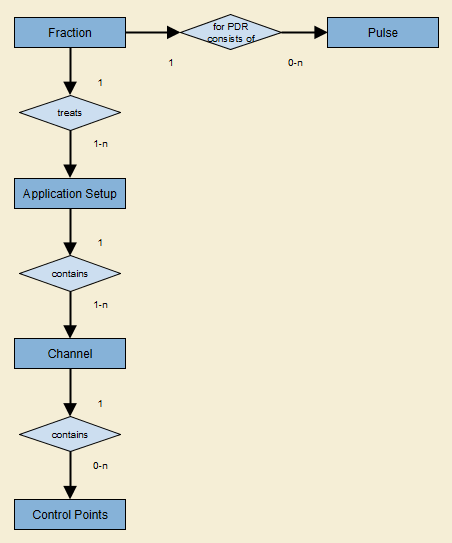 Fraction
for PDR
consists of
Pulse
1
0-n
1
treats
1-n
Application Setup
1
contains
1-n
Channel
1
contains
0-n
Control Points